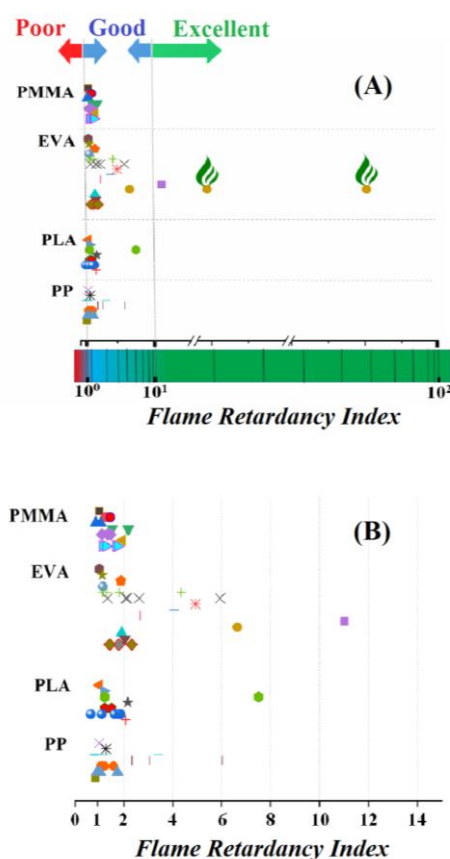 Poor Good Excellent
(A)
PMMA
EVA
PLA
PP
10⁰ 10¹ 10²
Flame Retardancy Index
(B)
PMMA
EVA
PLA
PP
0 1 2 4 6 8 10 12 14
Flame Retardancy Index